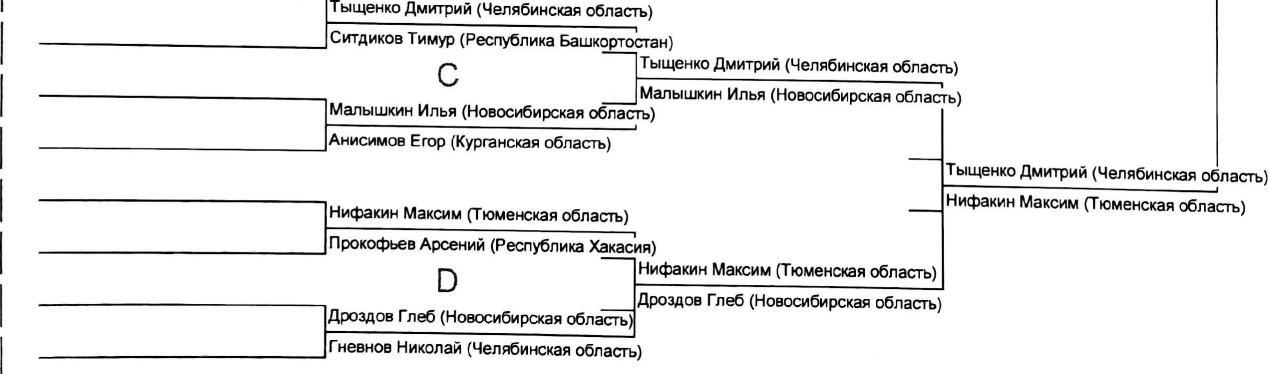 Тыщенко Дмитрий (Челябинская область)
Ситдиков Тимур (Республика Башкортостан)
C
Тыщенко Дмитрий (Челябинская область)
Малышкин Илья (Новосибирская область)
Малышкин Илья (Новосибирская область)
Анисимов Егор (Курганская область)
Тыщенко Дмитрий (Челябинская область)
Нифакин Максим (Тюменская область)
Нифакин Максим (Тюменская область)
Прокофьев Арсений (Республика Хакасия)
D
Нифакин Максим (Тюменская область)
Дроздов Глеб (Новосибирская область)
Дроздов Глеб (Новосибирская область)
Гневнов Николай (Челябинская область)